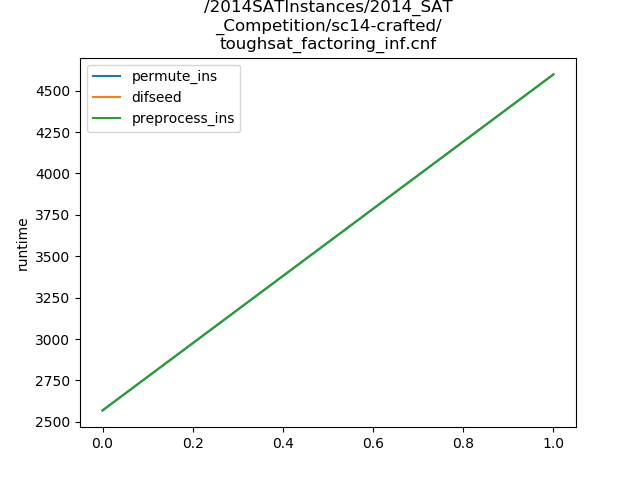 /2014SATInstances/2014_SAT
_Competition/sc14-crafted/
toughsat_factoring_inf.cnf
permute_ins
difseed
preprocess_ins
runtime
4500
4250
4000
3750
3500
3250
3000
2750
2500
0.0 0.2 0.4 0.6 0.8 1.0